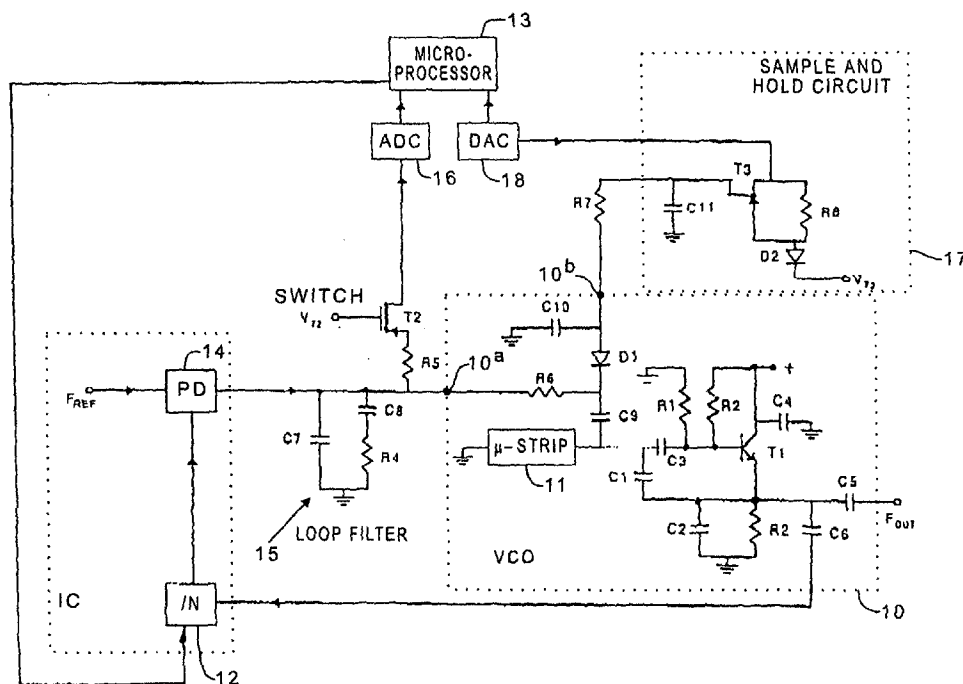 13
MICRO-
PROCESSOR
SAMPLE AND
HOLD CIRCUIT
ADC
DAC
16
18
T3
R7
C11
R8
D2
17
10b
SWITCH
T2
C10
14
D1
+
PD
R5
10a
R6
R1
R2
C4
FREF
C8
C9
T1
C7
C3
μ-STRIP
R4
C1
C5
11
FOUT
LOOP FILTER
C2
R2
C6
15
VCO
IC
/N
12
10